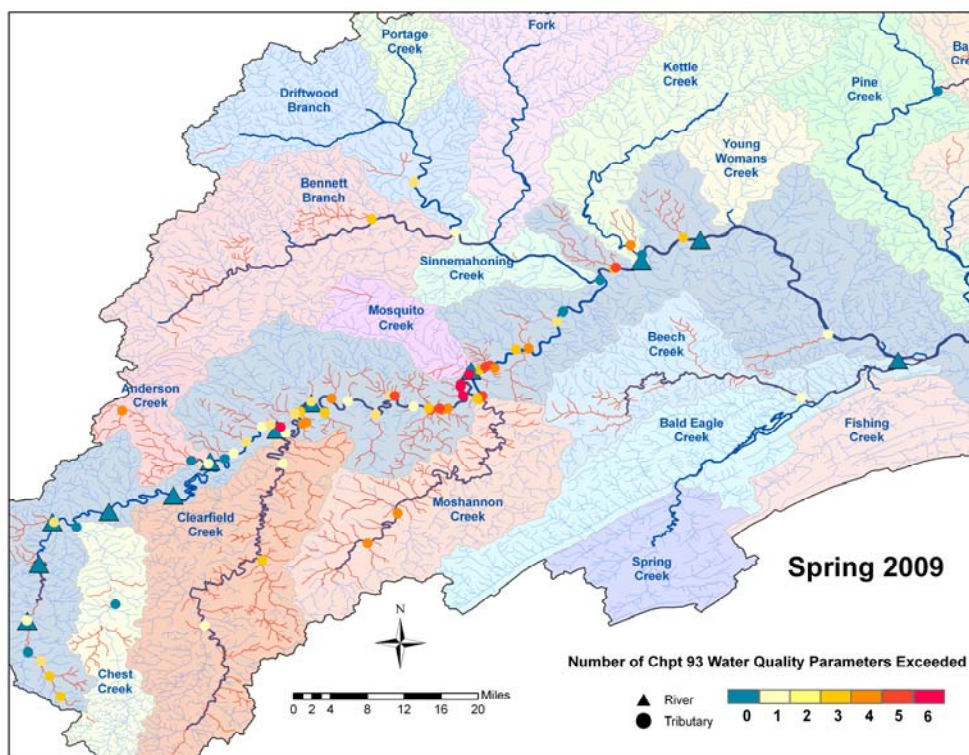 Fork
Portage
Creek
Kettle
Creek
Pine
Creek
Driftwood
Branch
Young
Womans
Creek
Bennett
Branch
Sinnemahoning
Creek
Mosquito
Creek
Beech
Creek
Anderson
Creek
Bald Eagle
Creek
Fishing
Creek
Clearfield
Creek
Moshannon
Creek
Spring
Creek
Spring 2009
N
Chest
Creek
Number of Chpt 93 Water Quality Parameters Exceeded
Miles
0 2 4 8 12 16 20
River
Tributary
0 1 2 3 4 5 6